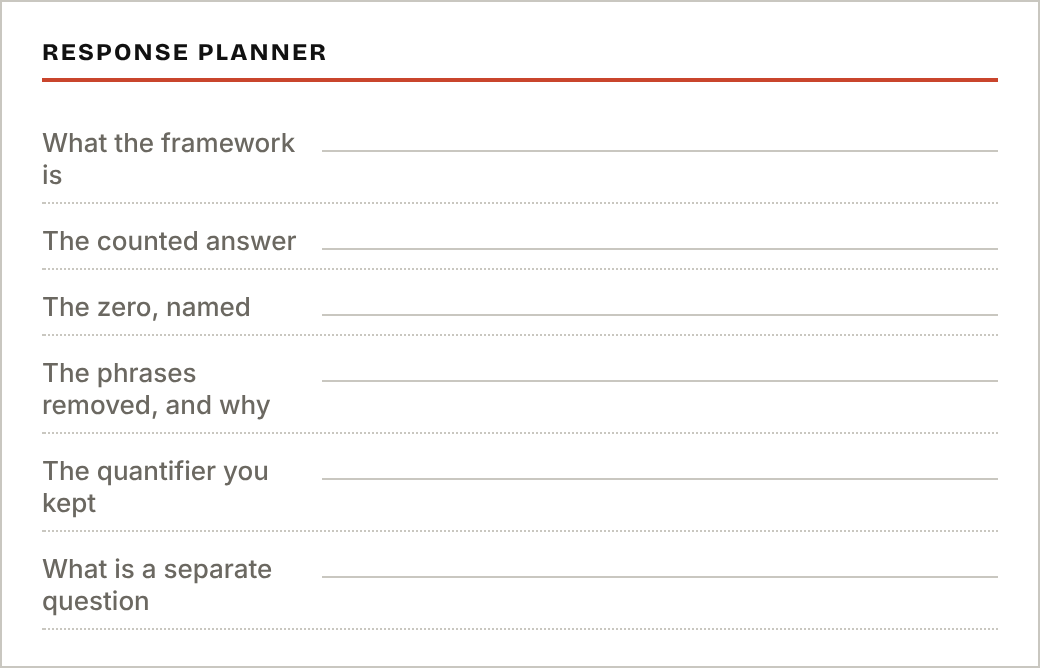 RESPONSE PLANNER
What the framework
is
The counted answer
The zero, named
The phrases
removed, and why
The quantifier you
kept
What is a separate
question